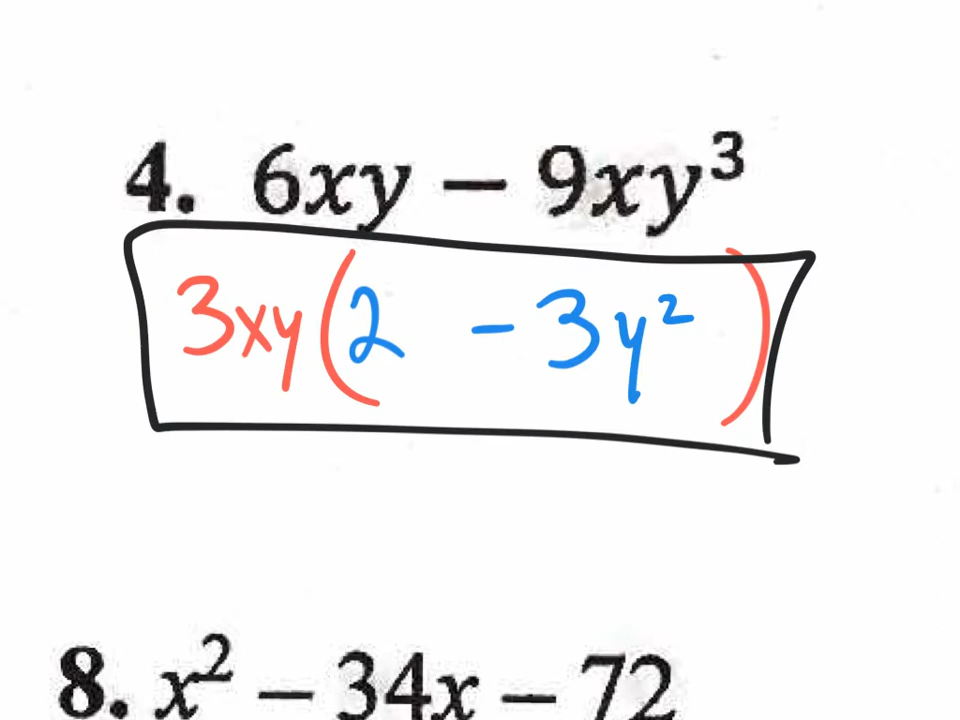 4. 6xy − 9xy³
3xy(2 − 3y²)
8. x² − 34x − 72